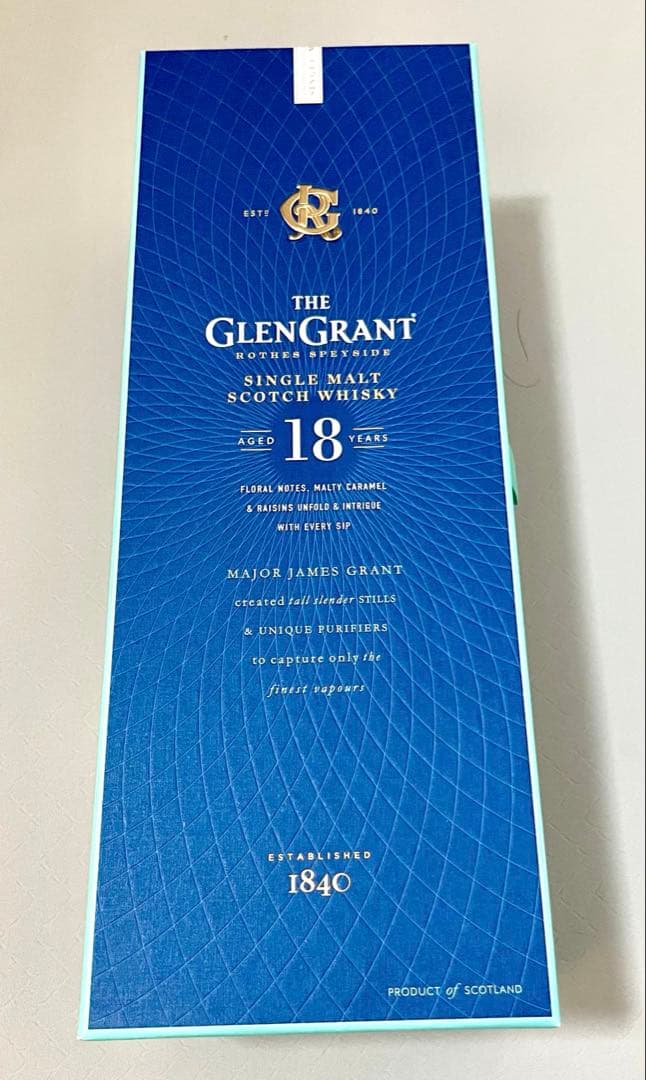 ESTD 1840
THE
GLENGRANT
ROTHES SPEYSIDE
SINGLE MALT
SCOTCH WHISKY
AGED 18 YEARS
FLORAL NOTES, MALTY CARAMEL
& RAISINS UNFOLD & INTRIGUE
WITH EVERY SIP
MAJOR JAMES GRANT
created tall slender STILLS
& UNIQUE PURIFIERS
to capture only the
finest vapours
ESTABLISHED
1840
PRODUCT of SCOTLAND